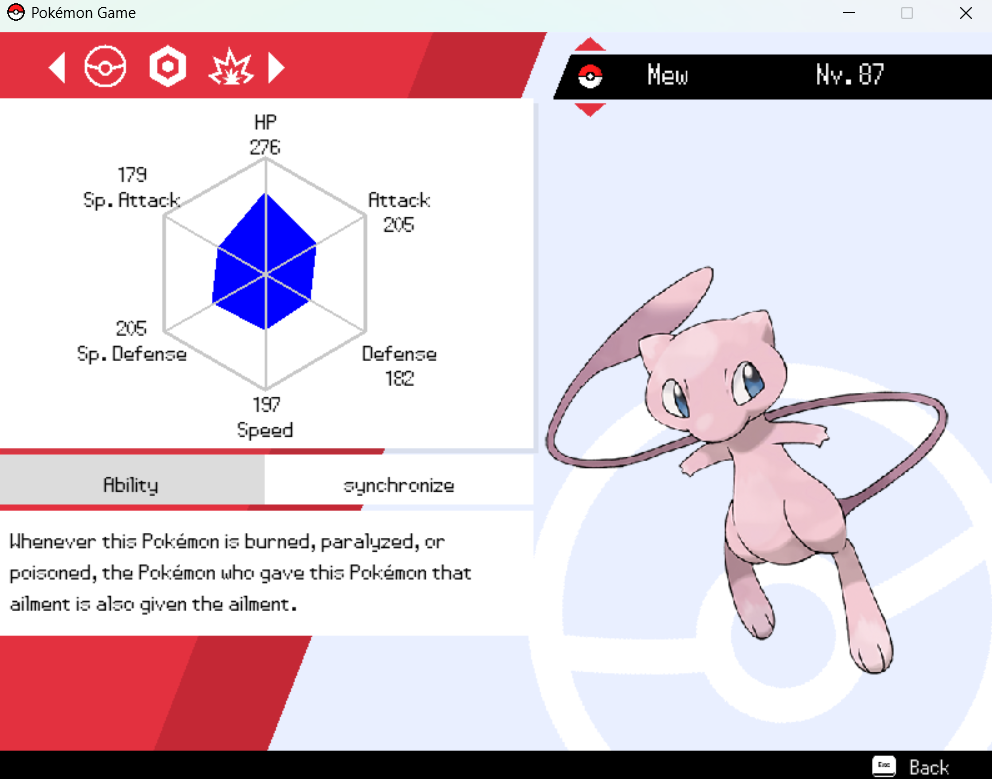 Pokémon Game
Mew Nv.87
HP
276
179
Sp.Attack
Attack
205
205
Sp.Defense
Defense
182
197
Speed
Ability synchronize
Whenever this Pokémon is burned, paralyzed, or
poisoned, the Pokémon who gave this Pokémon that
ailment is also given the ailment.
Esc Back